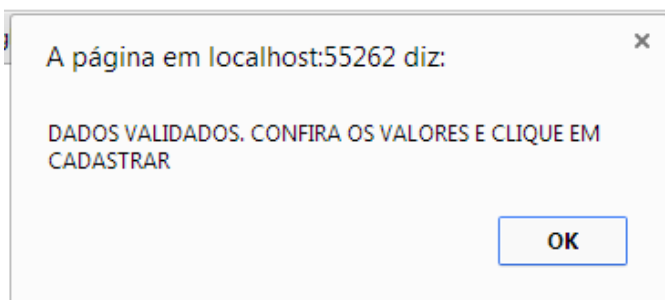 A página em localhost:55262 diz:
DADOS VALIDADOS. CONFIRA OS VALORES E CLIQUE EM
CADASTRAR
OK